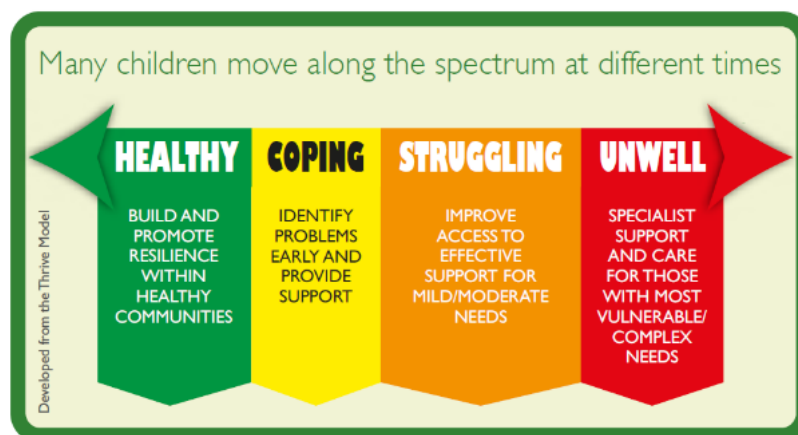 Many children move along the spectrum at different times
HEALTHY
BUILD AND
PROMOTE
RESILIENCE
WITHIN
HEALTHY
COMMUNITIES
COPING
IDENTIFY
PROBLEMS
EARLY AND
PROVIDE
SUPPORT
STRUGGLING
IMPROVE
ACCESS TO
EFFECTIVE
SUPPORT FOR
MILD/MODERATE
NEEDS
UNWELL
SPECIALIST
SUPPORT
AND CARE
FOR THOSE
WITH MOST
VULNERABLE/
COMPLEX
NEEDS
Developed from the Thrive Model